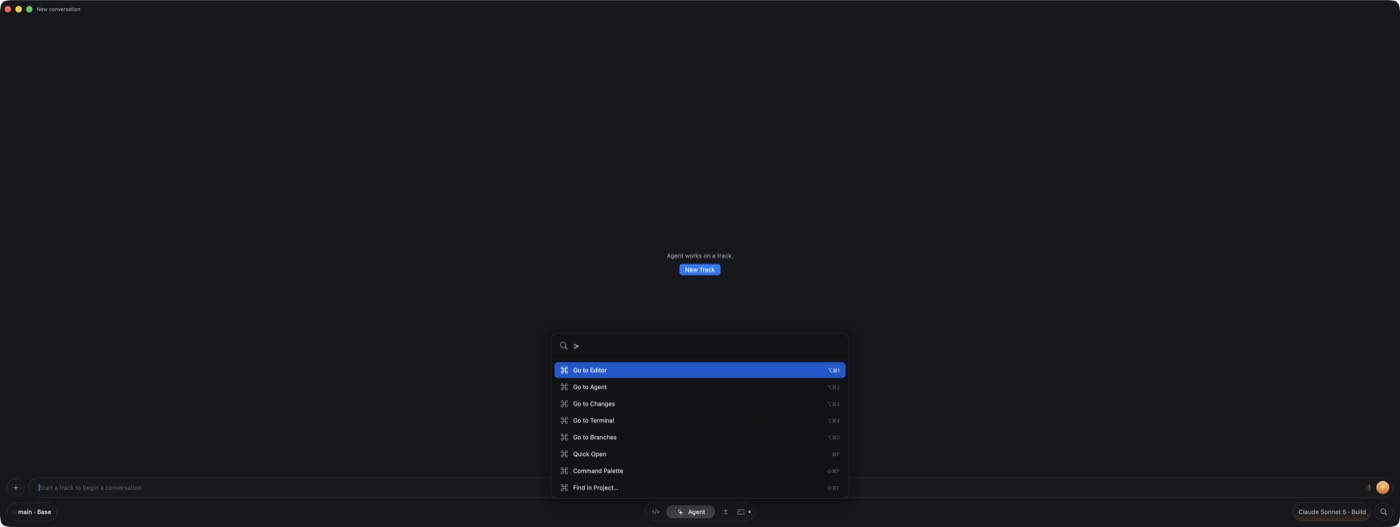 New conversation
Agent works on a track.
New Track
>
Go to Editor ⌥⌘1
Go to Agent ⌥⌘2
Go to Changes ⌥⌘3
Go to Terminal ⌥⌘4
Go to Branches ⌥⌘0
Quick Open ⌘P
Command Palette ⇧⌘P
Find in Project... ⇧⌘F
Start a track to begin a conversation
main · Base
Agent
Claude Sonnet 5 · Build